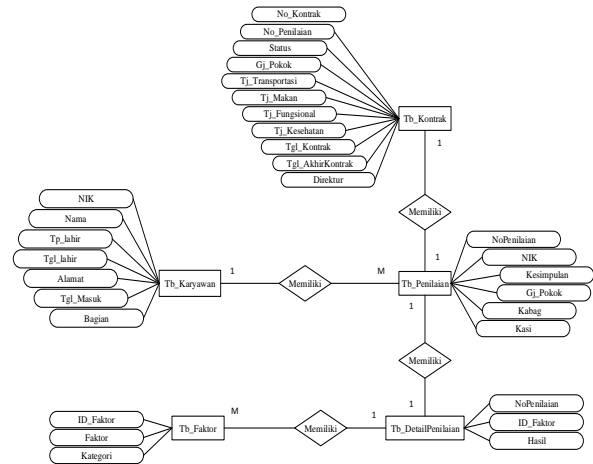 No_Kontrak
No_Penilaian
Status
Gj_Pokok
Tj_Transportasi
Tj_Makan
Tj_Fungsional
Tj_Kesehatan
Tgl_Kontrak
Tgl_AkhirKontrak
Direktur
Tb_Kontrak
1
Memiliki
1
NIK
Nama
Tp_lahir
Tgl_lahir
Alamat
Tgl_Masuk
Bagian
Tb_Karyawan
1
Memiliki
M
Tb_Penilaian
NoPenilaian
NIK
Kesimpulan
Gj_Pokok
Kabag
Kasi
1
Memiliki
1
ID_Faktor
Faktor
Kategori
Tb_Faktor
M
Memiliki
1
Tb_DetailPenilaian
NoPenilaian
ID_Faktor
Hasil